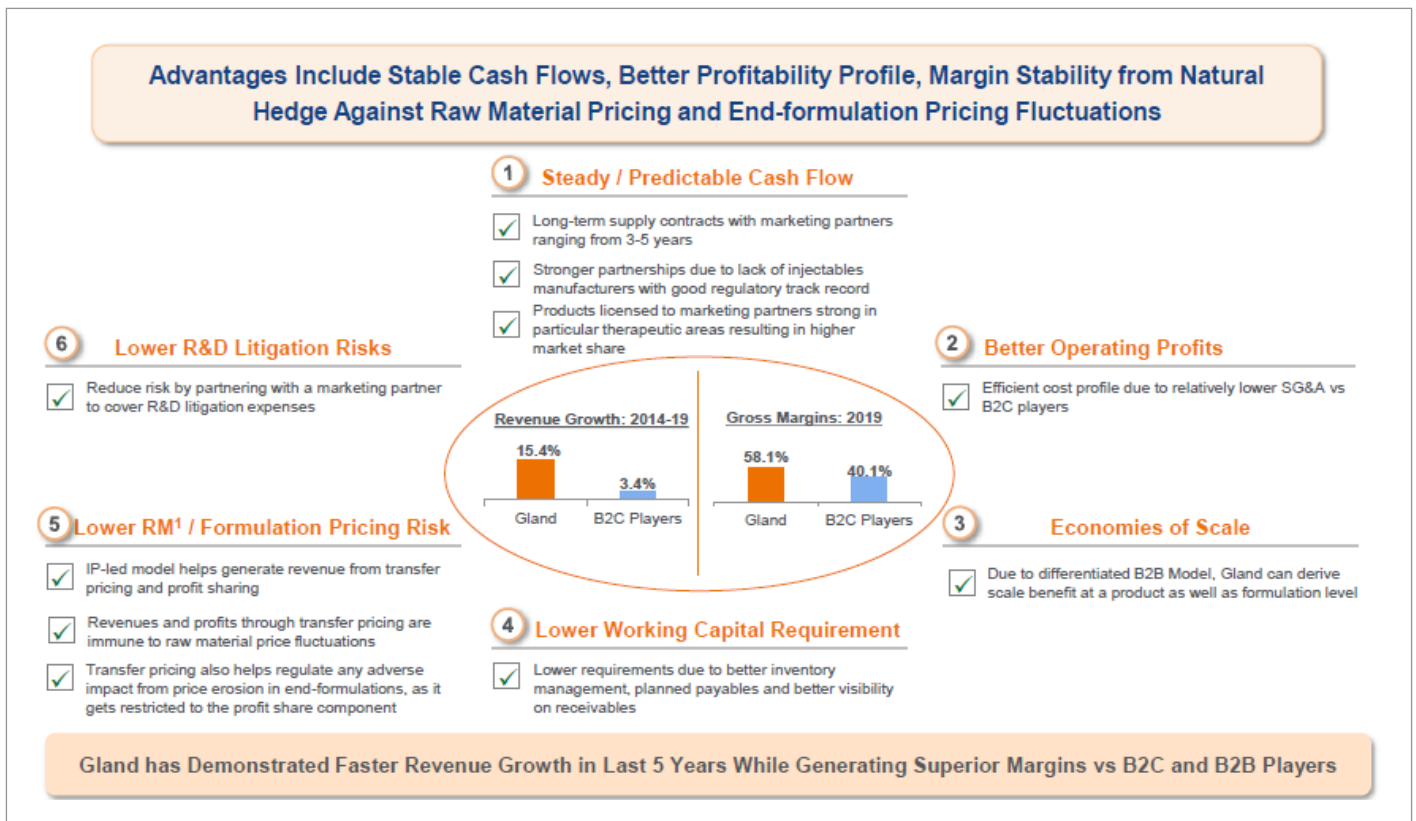 Advantages Include Stable Cash Flows, Better Profitability Profile, Margin Stability from Natural
Hedge Against Raw Material Pricing and End-formulation Pricing Fluctuations
1
Steady / Predictable Cash Flow
Long-term supply contracts with marketing partners
ranging from 3-5 years
Stronger partnerships due to lack of injectables
manufacturers with good regulatory track record
Products licensed to marketing partners strong in
particular therapeutic areas resulting in higher
market share
6
Lower R&D Litigation Risks
Reduce risk by partnering with a marketing partner
to cover R&D litigation expenses
2
Better Operating Profits
Efficient cost profile due to relatively lower SG&A vs
B2C players
Revenue Growth: 2014-19
15.4%
3.4%
Gland
B2C Players
Gross Margins: 2019
58.1%
40.1%
Gland
B2C Players
5
Lower RM¹ / Formulation Pricing Risk
IP-led model helps generate revenue from transfer
pricing and profit sharing
Revenues and profits through transfer pricing are
immune to raw material price fluctuations
Transfer pricing also helps regulate any adverse
impact from price erosion in end-formulations, as it
gets restricted to the profit share component
3
Economies of Scale
Due to differentiated B2B Model, Gland can derive
scale benefit at a product as well as formulation level
4
Lower Working Capital Requirement
Lower requirements due to better inventory
management, planned payables and better visibility
on receivables
Gland has Demonstrated Faster Revenue Growth in Last 5 Years While Generating Superior Margins vs B2C and B2B Players